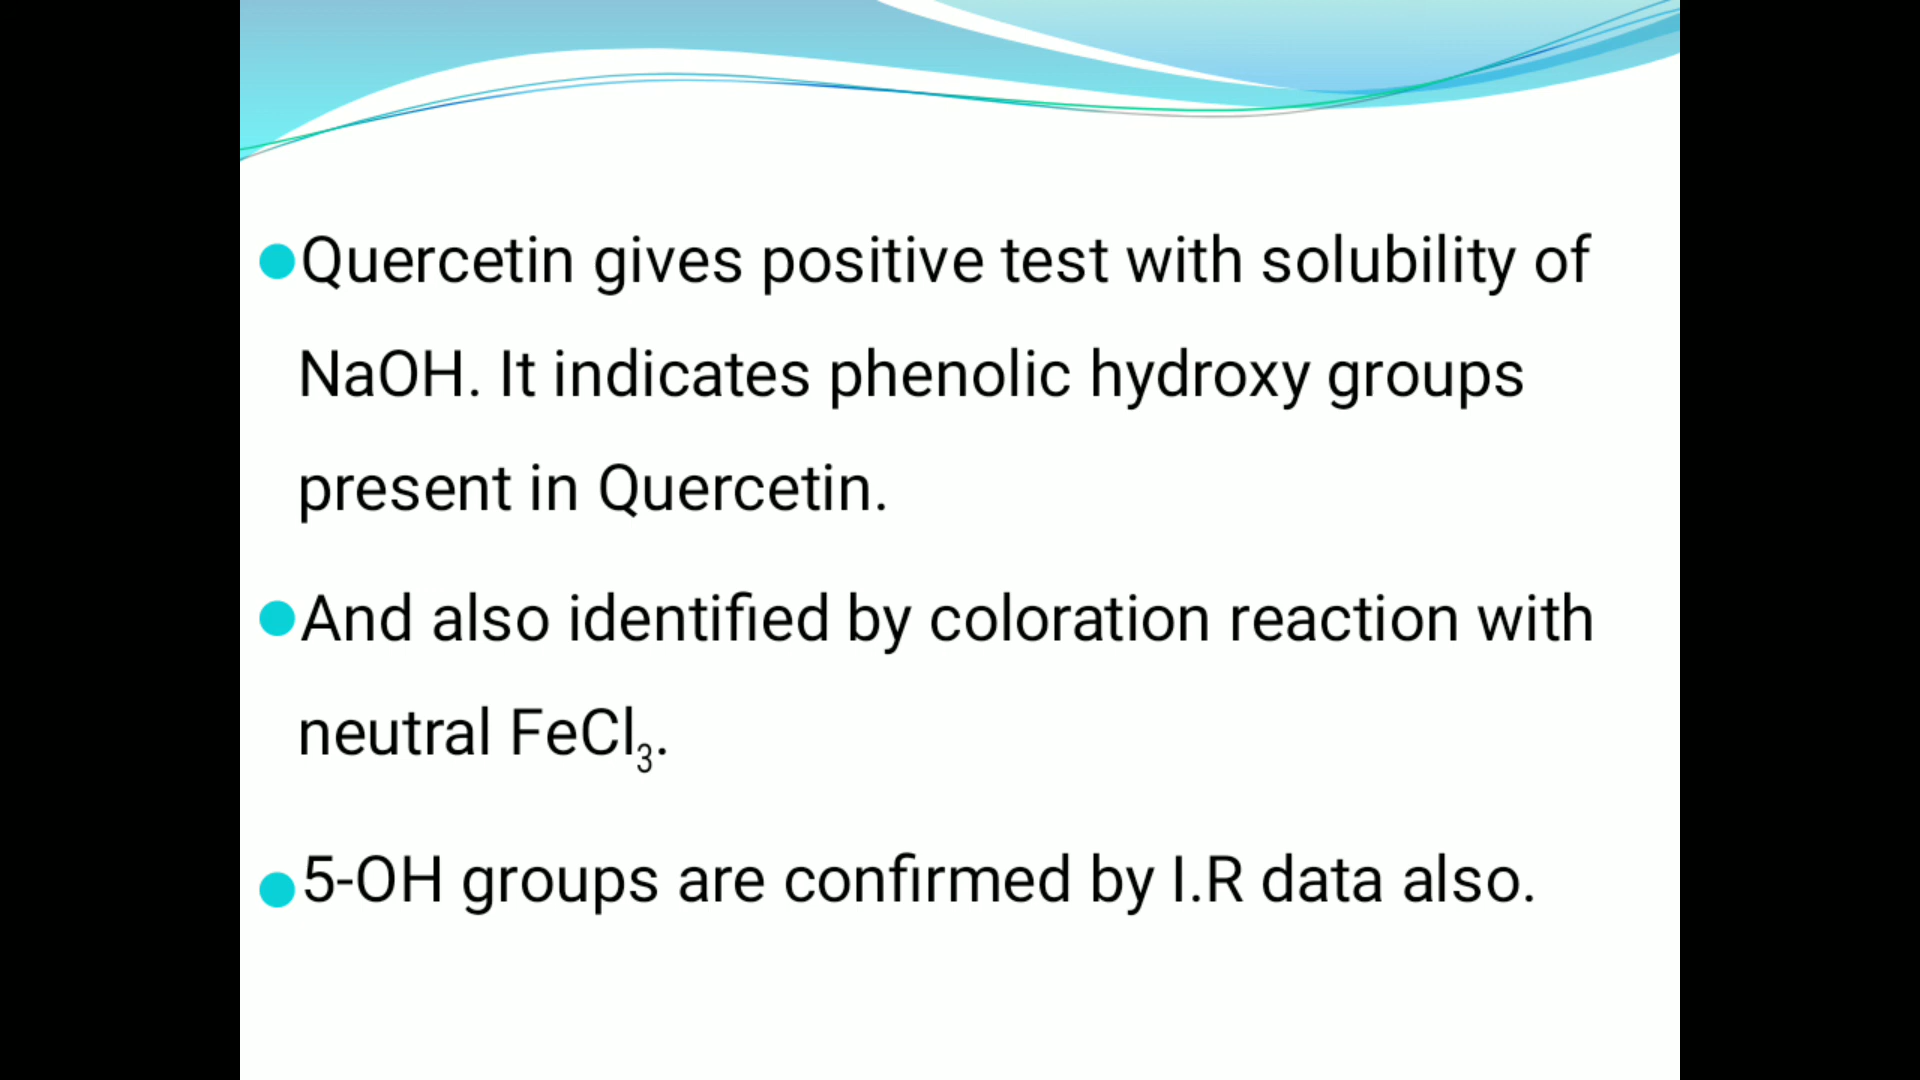 Quercetin gives positive test with solubility of
NaOH. It indicates phenolic hydroxy groups
present in Quercetin.
And also identified by coloration reaction with
neutral FeCl₃.
5-OH groups are confirmed by I.R data also.